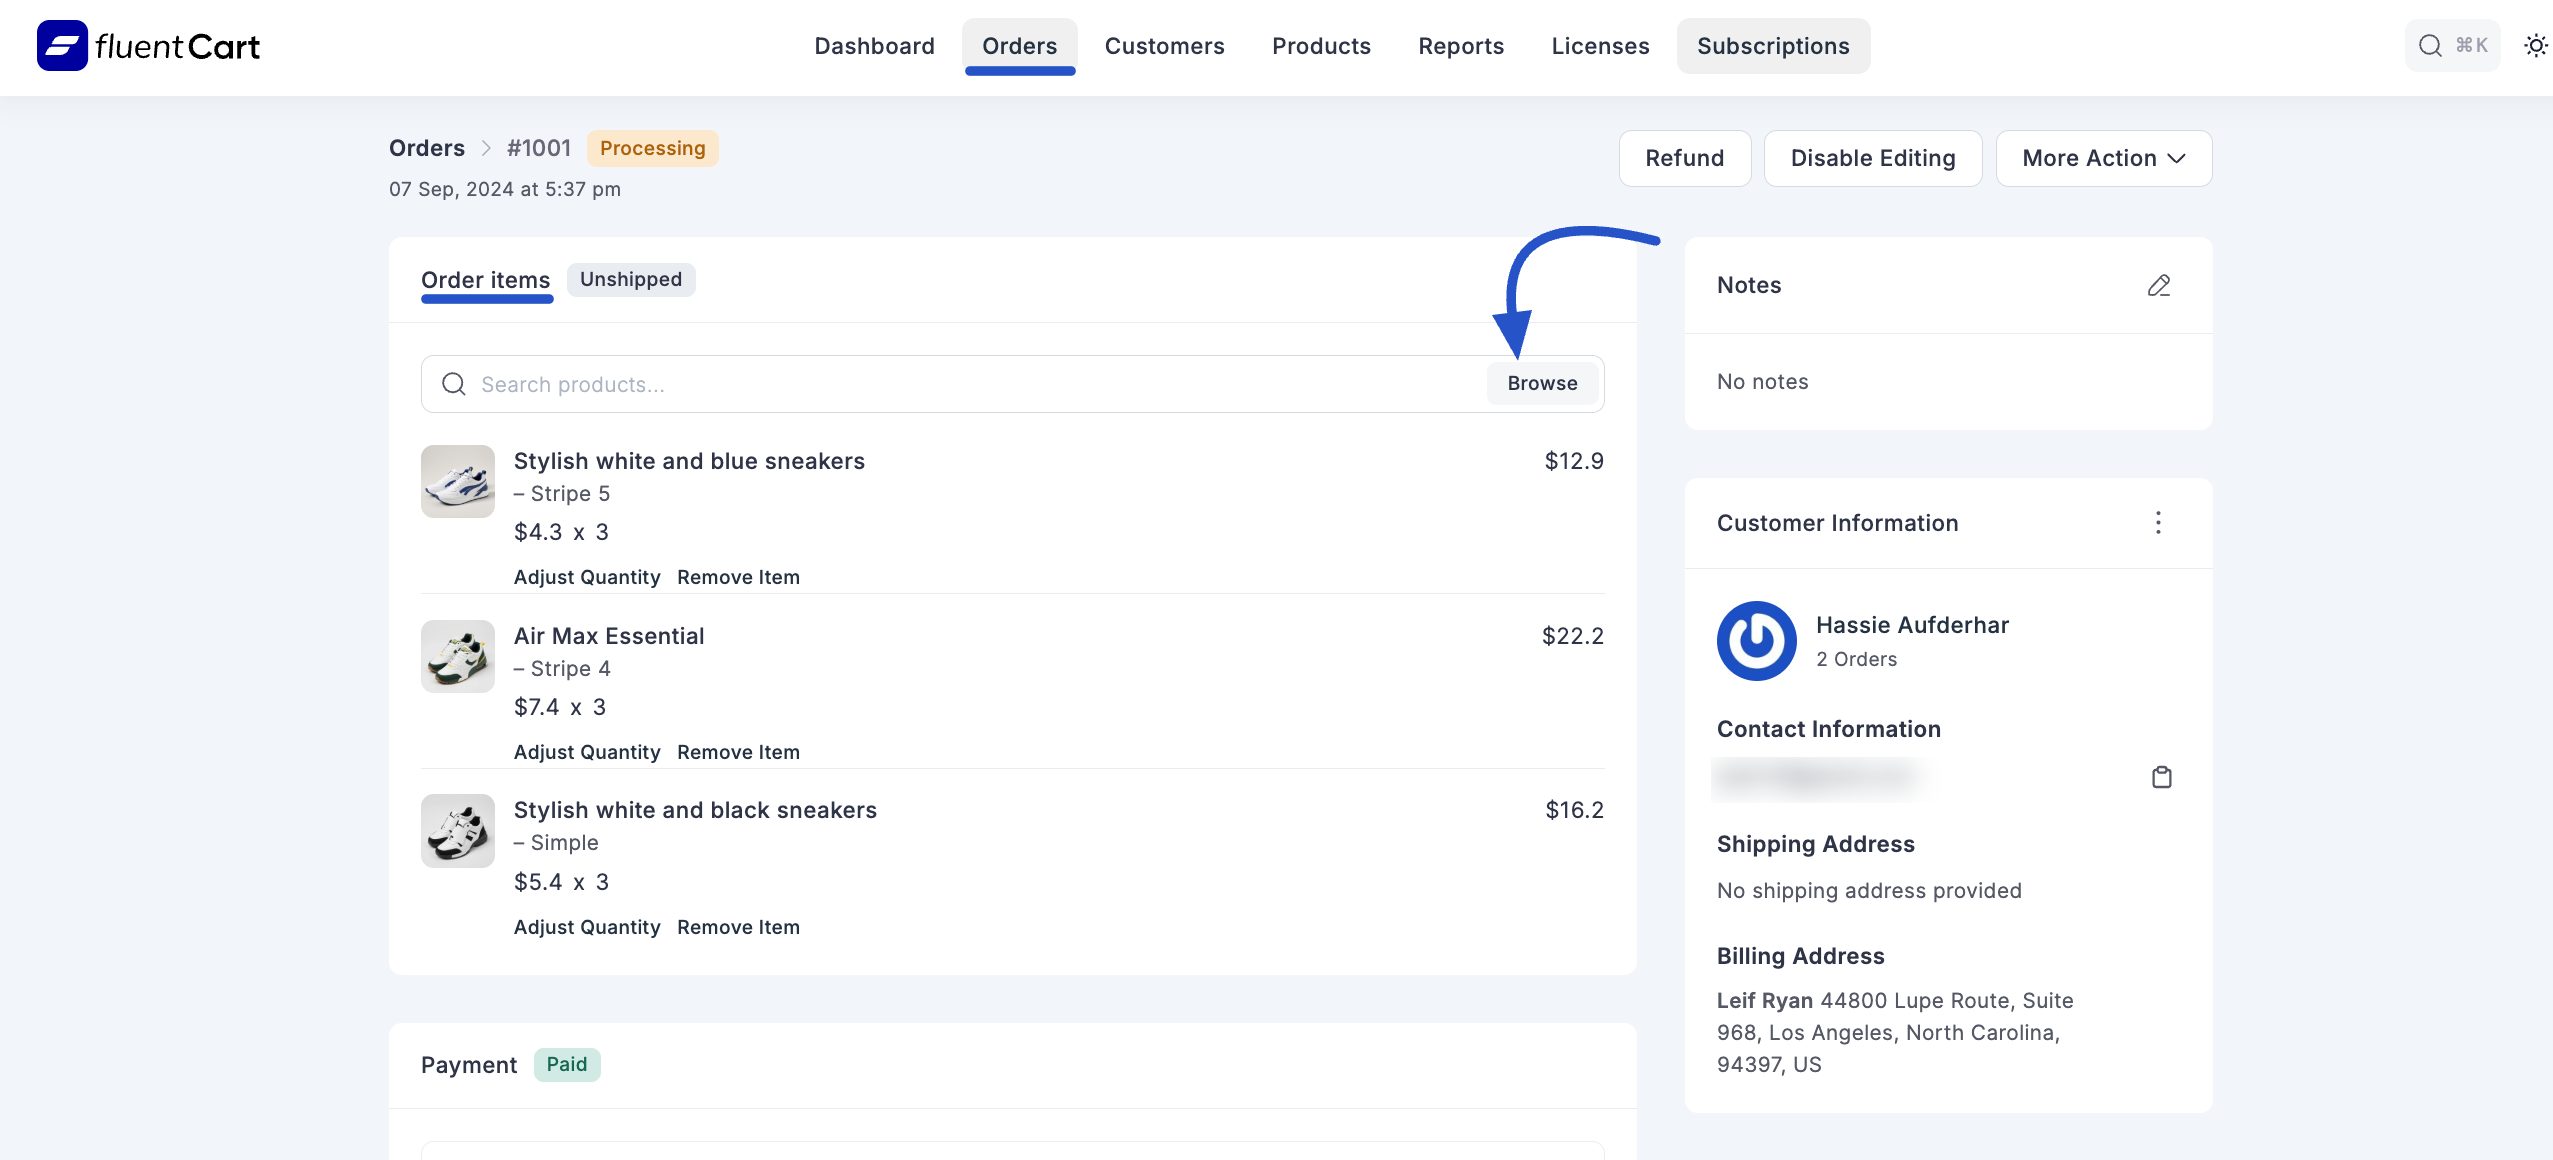 fluentCart
Dashboard Orders Customers Products Reports Licenses Subscriptions
⌘K
Orders > #1001 Processing
07 Sep, 2024 at 5:37 pm
Refund Disable Editing More Action
Order items Unshipped
Search products...
Browse
Stylish white and blue sneakers $12.9
– Stripe 5
$4.3 x 3
Adjust Quantity Remove Item
Air Max Essential $22.2
– Stripe 4
$7.4 x 3
Adjust Quantity Remove Item
Stylish white and black sneakers $16.2
– Simple
$5.4 x 3
Adjust Quantity Remove Item
Payment Paid
Notes
No notes
Customer Information
Hassie Aufderhar
2 Orders
Contact Information
Shipping Address
No shipping address provided
Billing Address
Leif Ryan 44800 Lupe Route, Suite
968, Los Angeles, North Carolina,
94397, US